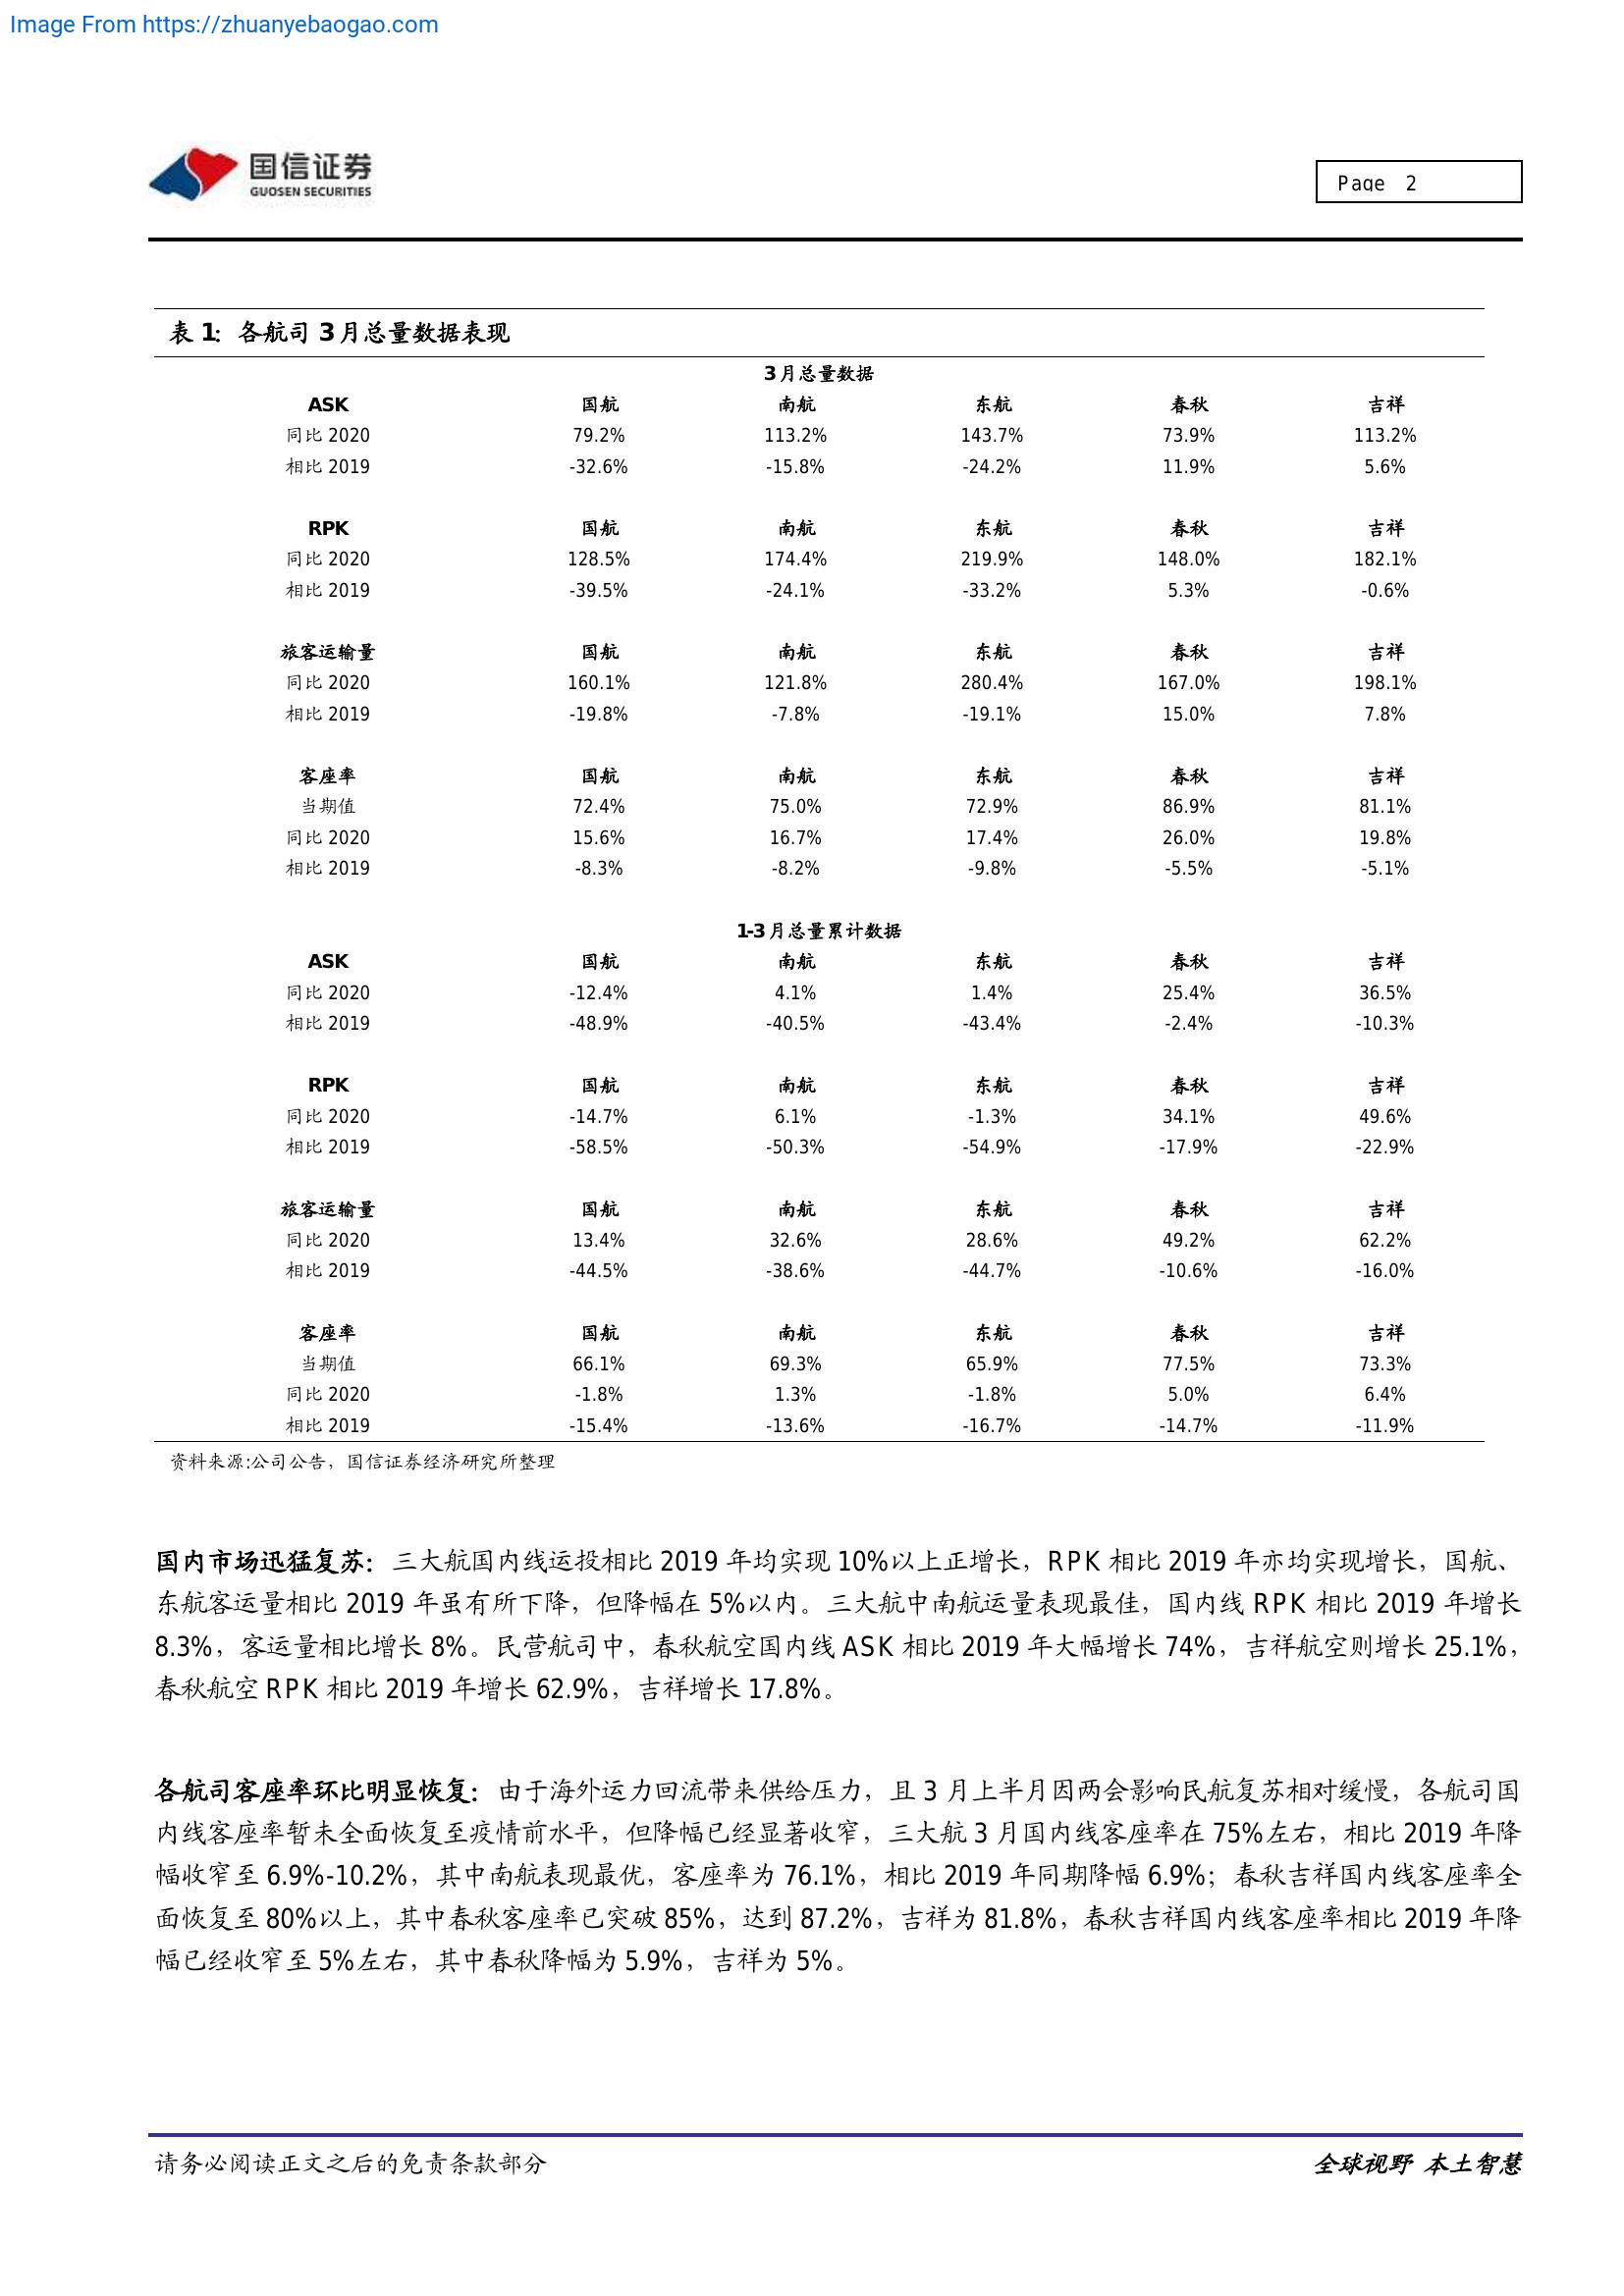 Image From https://zhuanyebaogao.com
国信证券
GUOSEN SECURITIES
Page 2
表 1: 各航司 3 月总量数据表现
3 月总量数据
ASK 国航 南航 东航 春秋 吉祥
同比 2020 79.2% 113.2% 143.7% 73.9% 113.2%
相比 2019 -32.6% -15.8% -24.2% 11.9% 5.6%
RPK 国航 南航 东航 春秋 吉祥
同比 2020 128.5% 174.4% 219.9% 148.0% 182.1%
相比 2019 -39.5% -24.1% -33.2% 5.3% -0.6%
旅客运输量 国航 南航 东航 春秋 吉祥
同比 2020 160.1% 121.8% 280.4% 167.0% 198.1%
相比 2019 -19.8% -7.8% -19.1% 15.0% 7.8%
客座率 国航 南航 东航 春秋 吉祥
当期值 72.4% 75.0% 72.9% 86.9% 81.1%
同比 2020 15.6% 16.7% 17.4% 26.0% 19.8%
相比 2019 -8.3% -8.2% -9.8% -5.5% -5.1%
1-3 月总量累计数据
ASK 国航 南航 东航 春秋 吉祥
同比 2020 -12.4% 4.1% 1.4% 25.4% 36.5%
相比 2019 -48.9% -40.5% -43.4% -2.4% -10.3%
RPK 国航 南航 东航 春秋 吉祥
同比 2020 -14.7% 6.1% -1.3% 34.1% 49.6%
相比 2019 -58.5% -50.3% -54.9% -17.9% -22.9%
旅客运输量 国航 南航 东航 春秋 吉祥
同比 2020 13.4% 32.6% 28.6% 49.2% 62.2%
相比 2019 -44.5% -38.6% -44.7% -10.6% -16.0%
客座率 国航 南航 东航 春秋 吉祥
当期值 66.1% 69.3% 65.9% 77.5% 73.3%
同比 2020 -1.8% 1.3% -1.8% 5.0% 6.4%
相比 2019 -15.4% -13.6% -16.7% -14.7% -11.9%
资料来源:公司公告，国信证券经济研究所整理
国内市场迅猛复苏：三大航国内线运投相比 2019 年均实现 10%以上正增长，RPK 相比 2019 年亦均实现增长，国航、
东航客运量相比 2019 年虽有所下降，但降幅在 5%以内。三大航中南航运量表现最佳，国内线 RPK 相比 2019 年增长
8.3%，客运量相比增长 8%。民营航司中，春秋航空国内线 ASK 相比 2019 年大幅增长 74%，吉祥航空则增长 25.1%，
春秋航空 RPK 相比 2019 年增长 62.9%，吉祥增长 17.8%。
各航司客座率环比明显恢复：由于海外运力回流带来供给压力，且 3 月上半月因两会影响民航复苏相对缓慢，各航司国
内线客座率暂未全面恢复至疫情前水平，但降幅已经显著收窄，三大航 3 月国内线客座率在 75%左右，相比 2019 年降
幅收窄至 6.9%-10.2%，其中南航表现最优，客座率为 76.1%，相比 2019 年同期降幅 6.9%；春秋吉祥国内线客座率全
面恢复至 80%以上，其中春秋客座率已突破 85%，达到 87.2%，吉祥为 81.8%，春秋吉祥国内线客座率相比 2019 年降
幅已经收窄至 5%左右，其中春秋降幅为 5.9%，吉祥为 5%。
请务必阅读正文之后的免责条款部分
全球视野 本土智慧